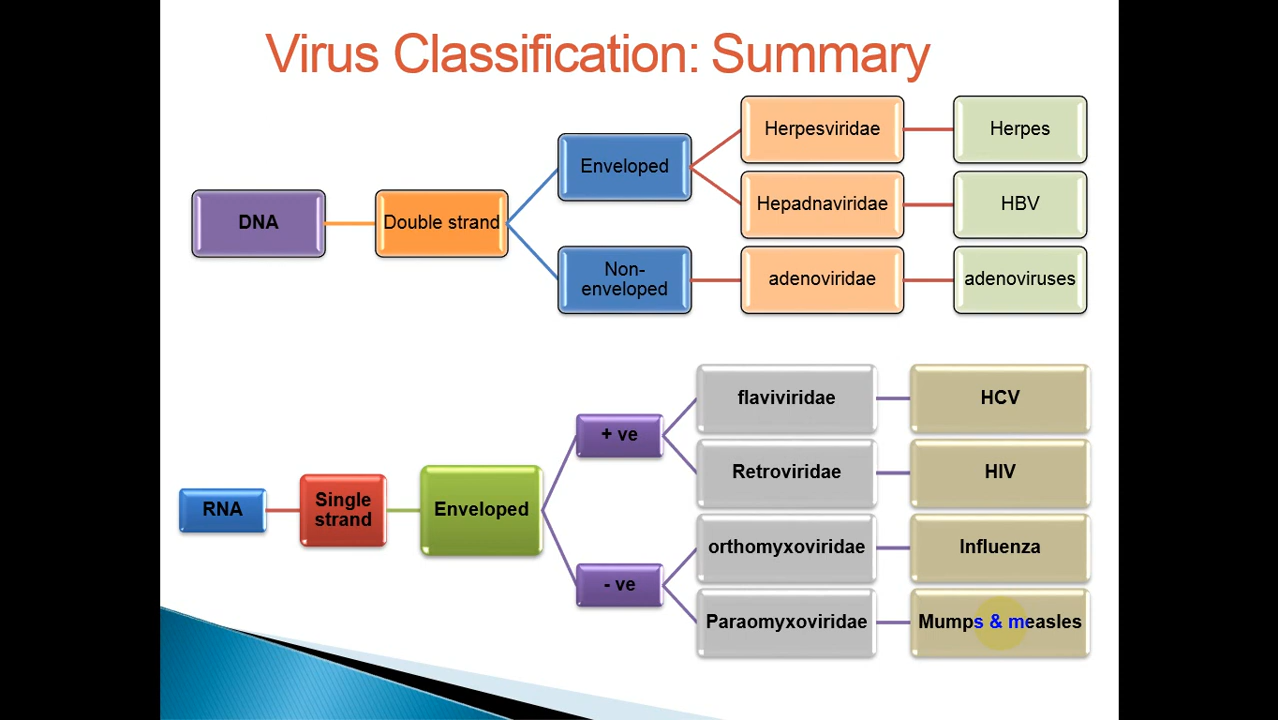 Virus Classification: Summary
DNA
Double strand
Enveloped
Herpesviridae
Herpes
Hepadnaviridae
HBV
Non-
enveloped
adenoviridae
adenoviruses
RNA
Single
strand
Enveloped
+ ve
flaviviridae
HCV
Retroviridae
HIV
- ve
orthomyxoviridae
Influenza
Paraomyxoviridae
Mumps & measles